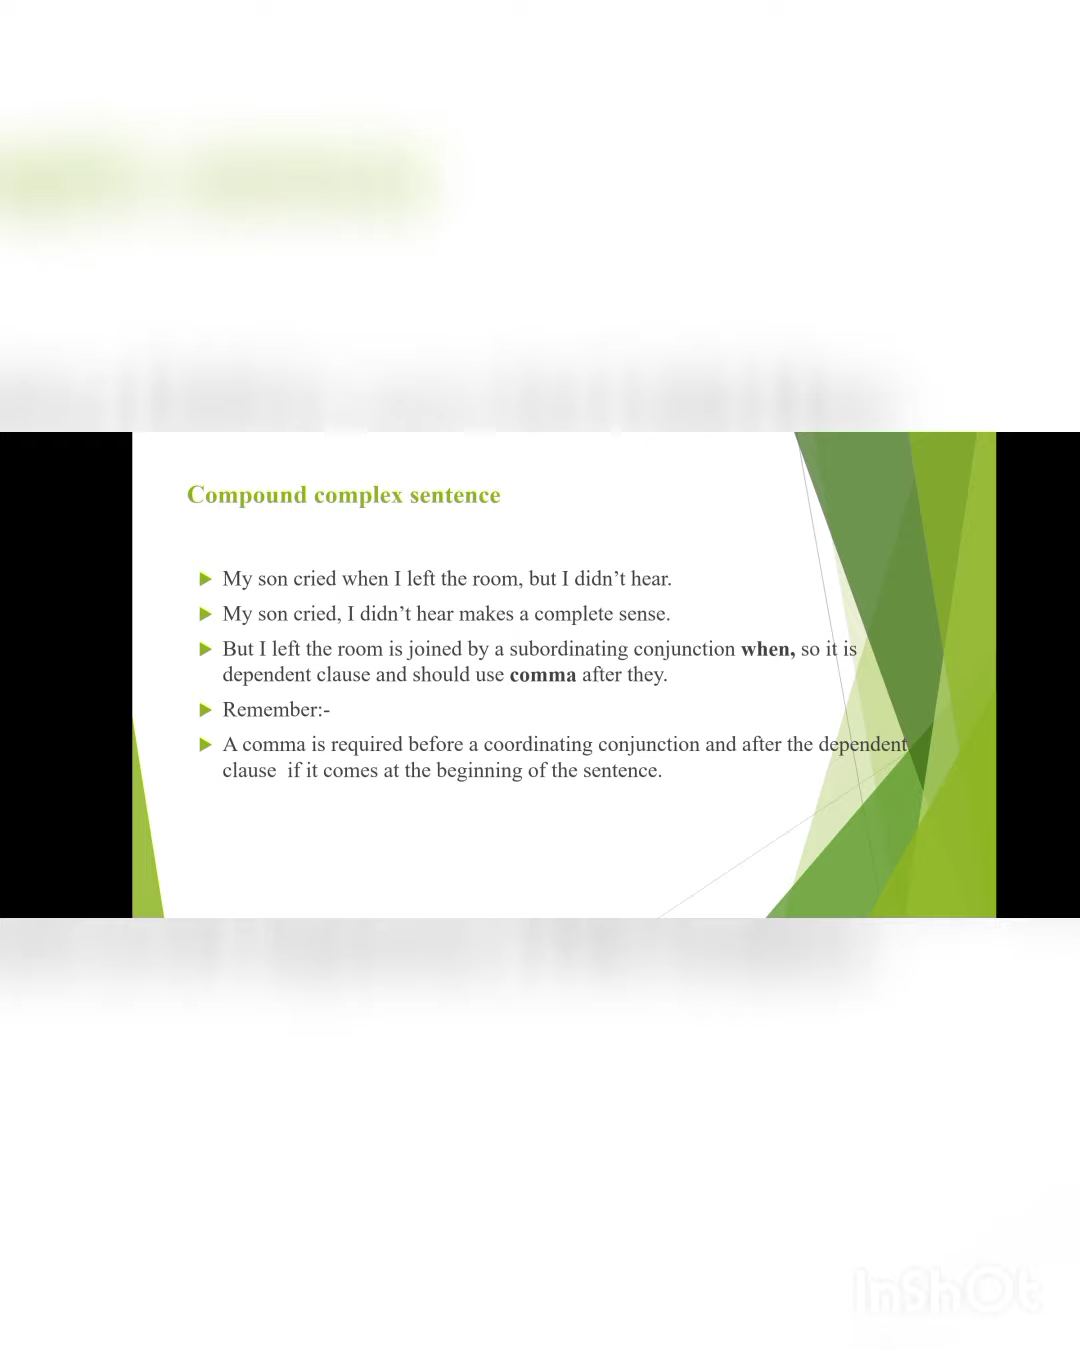 Compound complex sentence
My son cried when I left the room, but I didn’t hear.
My son cried, I didn’t hear makes a complete sense.
But I left the room is joined by a subordinating conjunction when, so it is
dependent clause and should use comma after they.
Remember:-
A comma is required before a coordinating conjunction and after the dependent
clause  if it comes at the beginning of the sentence.
InShOt